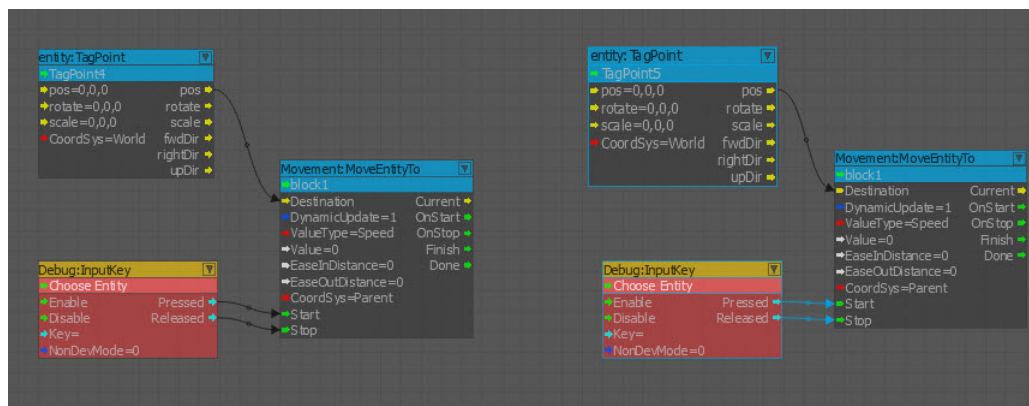 entity:TagPoint
TagPoint4
pos=0,0,0 pos
rotate=0,0,0 rotate
scale=0,0,0 scale
CoordSys=World fwdDir
rightDir
upDir
Movement:MoveEntityTo
block1
Destination Current
DynamicUpdate=1 OnStart
ValueType=Speed OnStop
Value=0 Finish
EaseInDistance=0 Done
EaseOutDistance=0
CoordSys=Parent
Start
Stop
Debug:InputKey
Choose Entity
Enable Pressed
Disable Released
Key=
NonDevMode=0
entity: TagPoint
TagPoint5
pos=0,0,0 pos
rotate=0,0,0 rotate
scale=0,0,0 scale
CoordSys=World fwdDir
rightDir
upDir
Movement:MoveEntityTo
block1
Destination Current
DynamicUpdate=1 OnStart
ValueType=Speed OnStop
Value=0 Finish
EaseInDistance=0 Done
EaseOutDistance=0
CoordSys=Parent
Start
Stop
Debug:InputKey
Choose Entity
Enable Pressed
Disable Released
Key=
NonDevMode=0